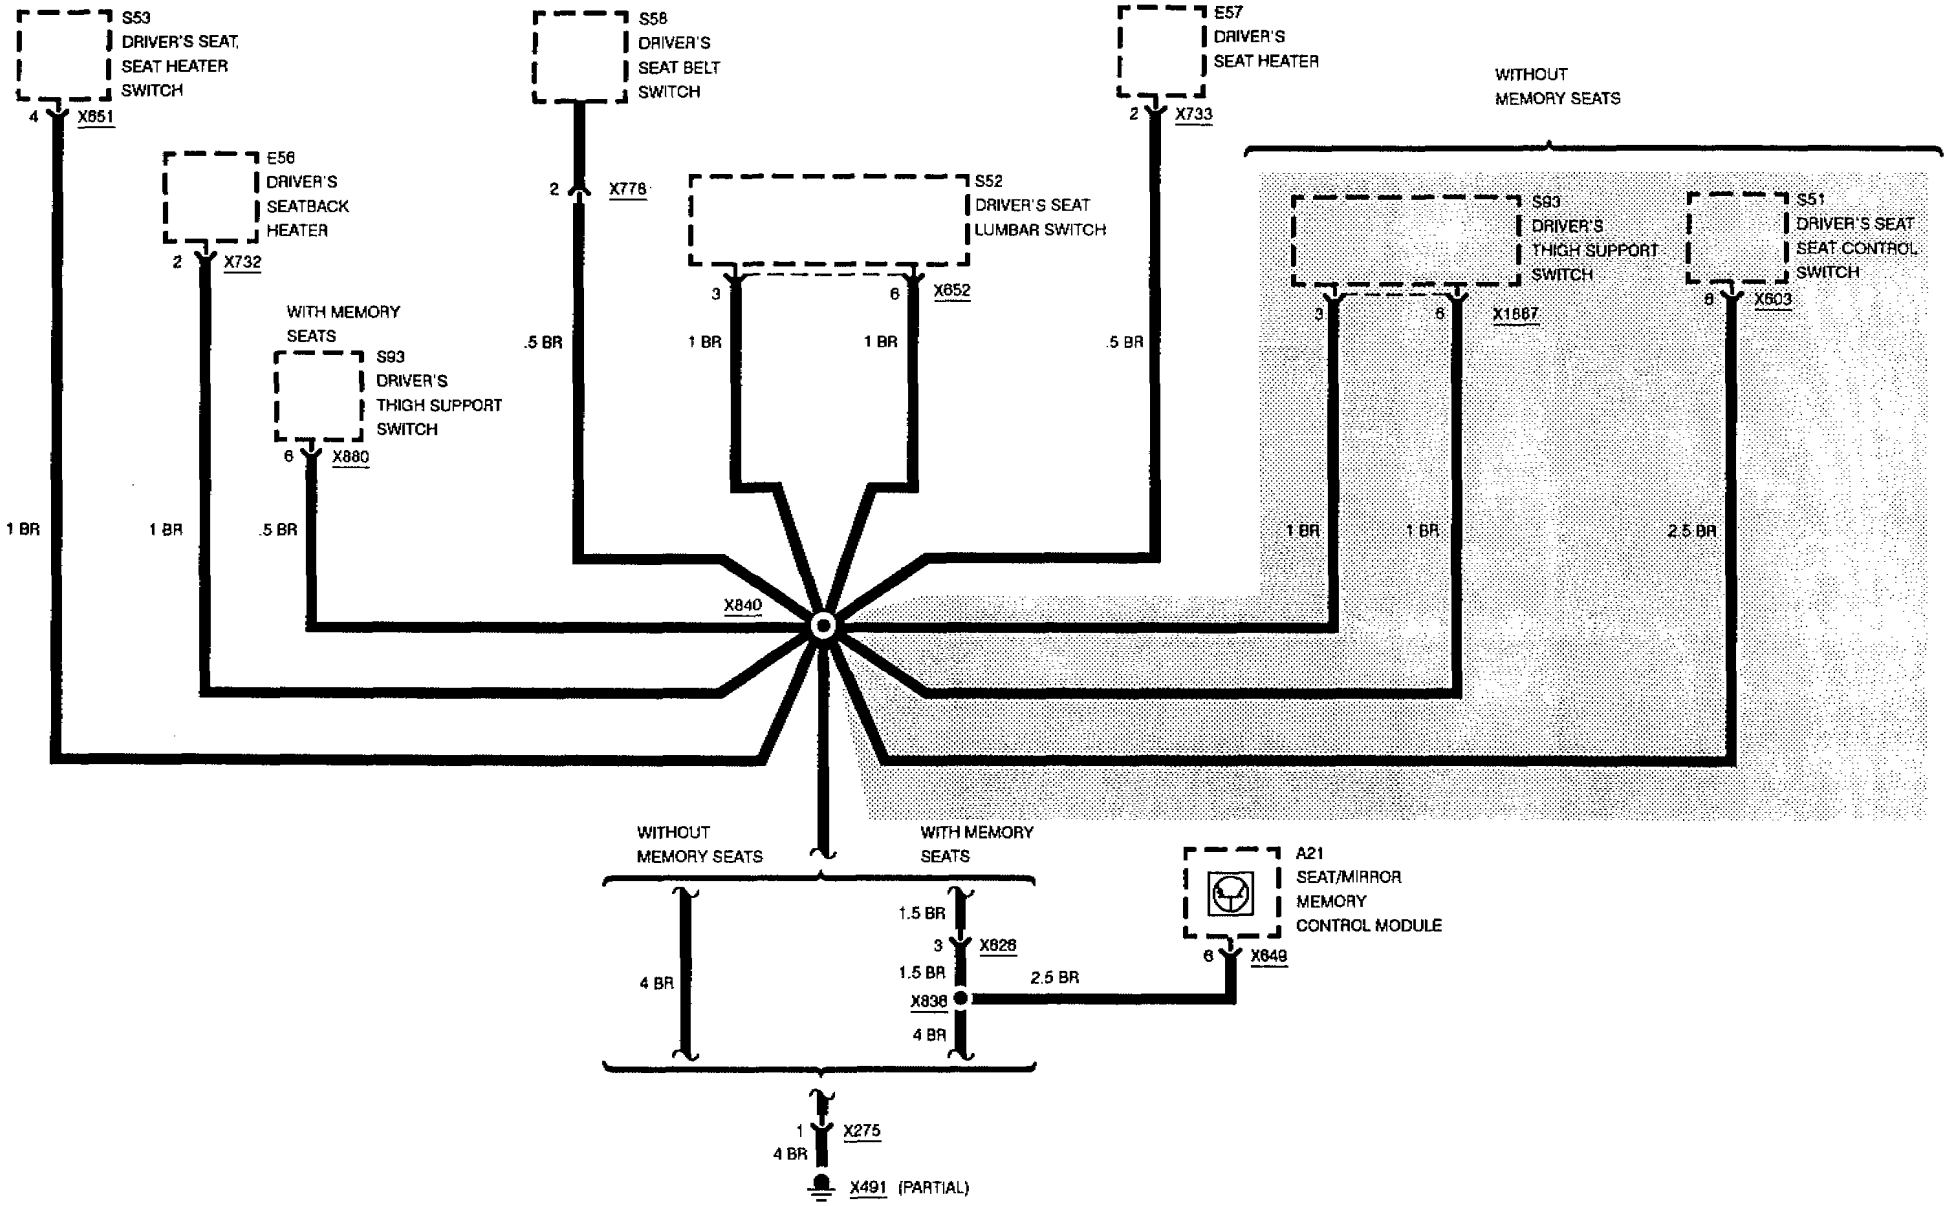 S53
DRIVER'S SEAT,
SEAT HEATER
SWITCH
4
X651
S58
DRIVER'S
SEAT BELT
SWITCH
E57
DRIVER'S
SEAT HEATER
2
X733
WITHOUT
MEMORY SEATS
E56
DRIVER'S
SEATBACK
HEATER
2
X732
2
X778
S52
DRIVER'S SEAT
LUMBAR SWITCH
3
6
X652
S93
DRIVER'S
THIGH SUPPORT
SWITCH
3
6
X1667
S51
DRIVER'S SEAT
SEAT CONTROL
SWITCH
6
X603
WITH MEMORY
SEATS
S93
DRIVER'S
THIGH SUPPORT
SWITCH
6
X880
.5 BR
1 BR
1 BR
.5 BR
1 BR
1 BR
.5 BR
1 BR
1 BR
2.5 BR
X840
WITHOUT
MEMORY SEATS
WITH MEMORY
SEATS
1.5 BR
3
X626
1.5 BR
4 BR
X838
4 BR
2.5 BR
A21
SEAT/MIRROR
MEMORY
CONTROL MODULE
6
X649
1
X275
4 BR
X491 (PARTIAL)